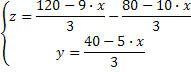 z = (120 − 9 · x)/3 − (80 − 10 · x)/3
y = (40 − 5 · x)/3